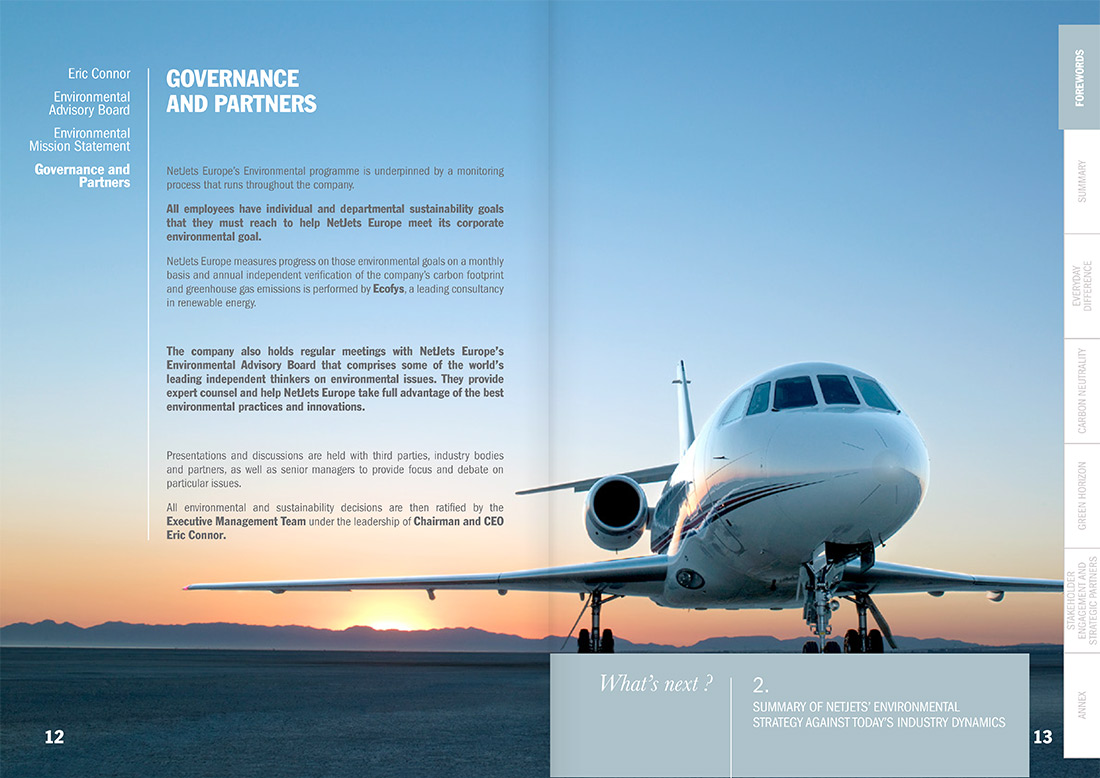 Eric Connor
Environmental
Advisory Board
Environmental
Mission Statement
Governance and
Partners
GOVERNANCE
AND PARTNERS
NetJets Europe's Environmental programme is underpinned by a monitoring
process that runs throughout the company.
All employees have individual and departmental sustainability goals
that they must reach to help NetJets Europe meet its corporate
environmental goal.
NetJets Europe measures progress on those environmental goals on a monthly
basis and annual independent verification of the company's carbon footprint
and greenhouse gas emissions is performed by Ecofys, a leading consultancy
in renewable energy.
The company also holds regular meetings with NetJets Europe's
Environmental Advisory Board that comprises some of the world's
leading independent thinkers on environmental issues. They provide
expert counsel and help NetJets Europe take full advantage of the best
environmental practices and innovations.
Presentations and discussions are held with third parties, industry bodies
and partners, as well as senior managers to provide focus and debate on
particular issues.
All environmental and sustainability decisions are then ratified by the
Executive Management Team under the leadership of Chairman and CEO
Eric Connor.
12
What's next ?
2.
SUMMARY OF NETJETS' ENVIRONMENTAL
STRATEGY AGAINST TODAY'S INDUSTRY DYNAMICS
13
FOREWORDS
SUMMARY
EVERYDAY
DIFFERENCE
CARBON NEUTRALITY
GREEN HORIZON
STAKEHOLDER
ENGAGEMENT AND
STRATEGIC PARTNERS
ANNEX